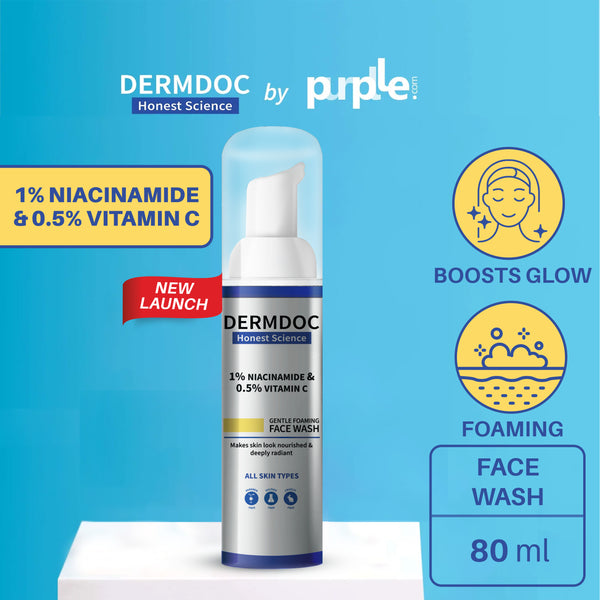 DERMDOC
Honest Science
by
purplle.com
1% NIACINAMIDE
& 0.5% VITAMIN C
NEW
LAUNCH
DERMDOC
Honest Science
1% NIACINAMIDE &
0.5% VITAMIN C
GENTLE FOAMING
FACE WASH
Makes skin look nourished &
deeply radiant
ALL SKIN TYPES
BOOSTS GLOW
FOAMING
FACE
WASH
80 ml